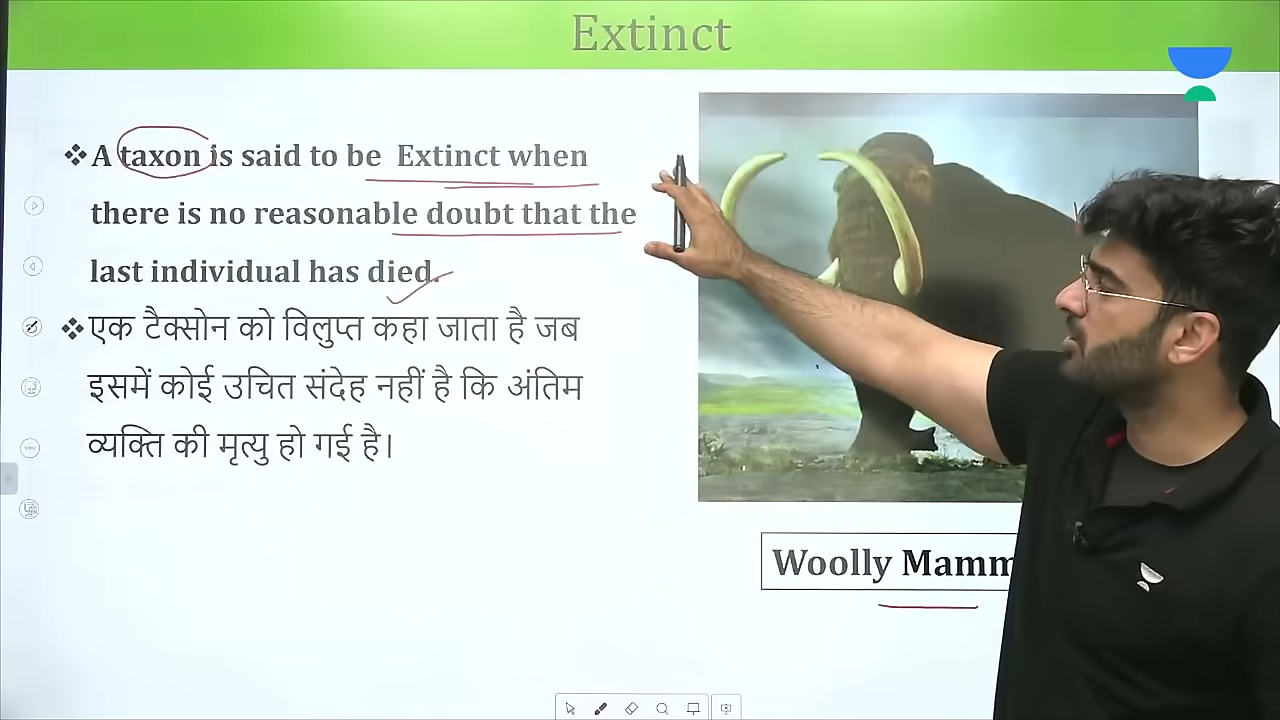 Extinct
❖ A taxon is said to be Extinct when
there is no reasonable doubt that the
last individual has died.
❖ एक टैक्सोन को विलुप्त कहा जाता है जब
इसमें कोई उचित संदेह नहीं है कि अंतिम
व्यक्ति की मृत्यु हो गई है।
Woolly Mamm